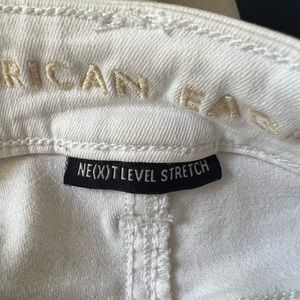 RICAN EAG
NE(X)T LEVEL STRETCH